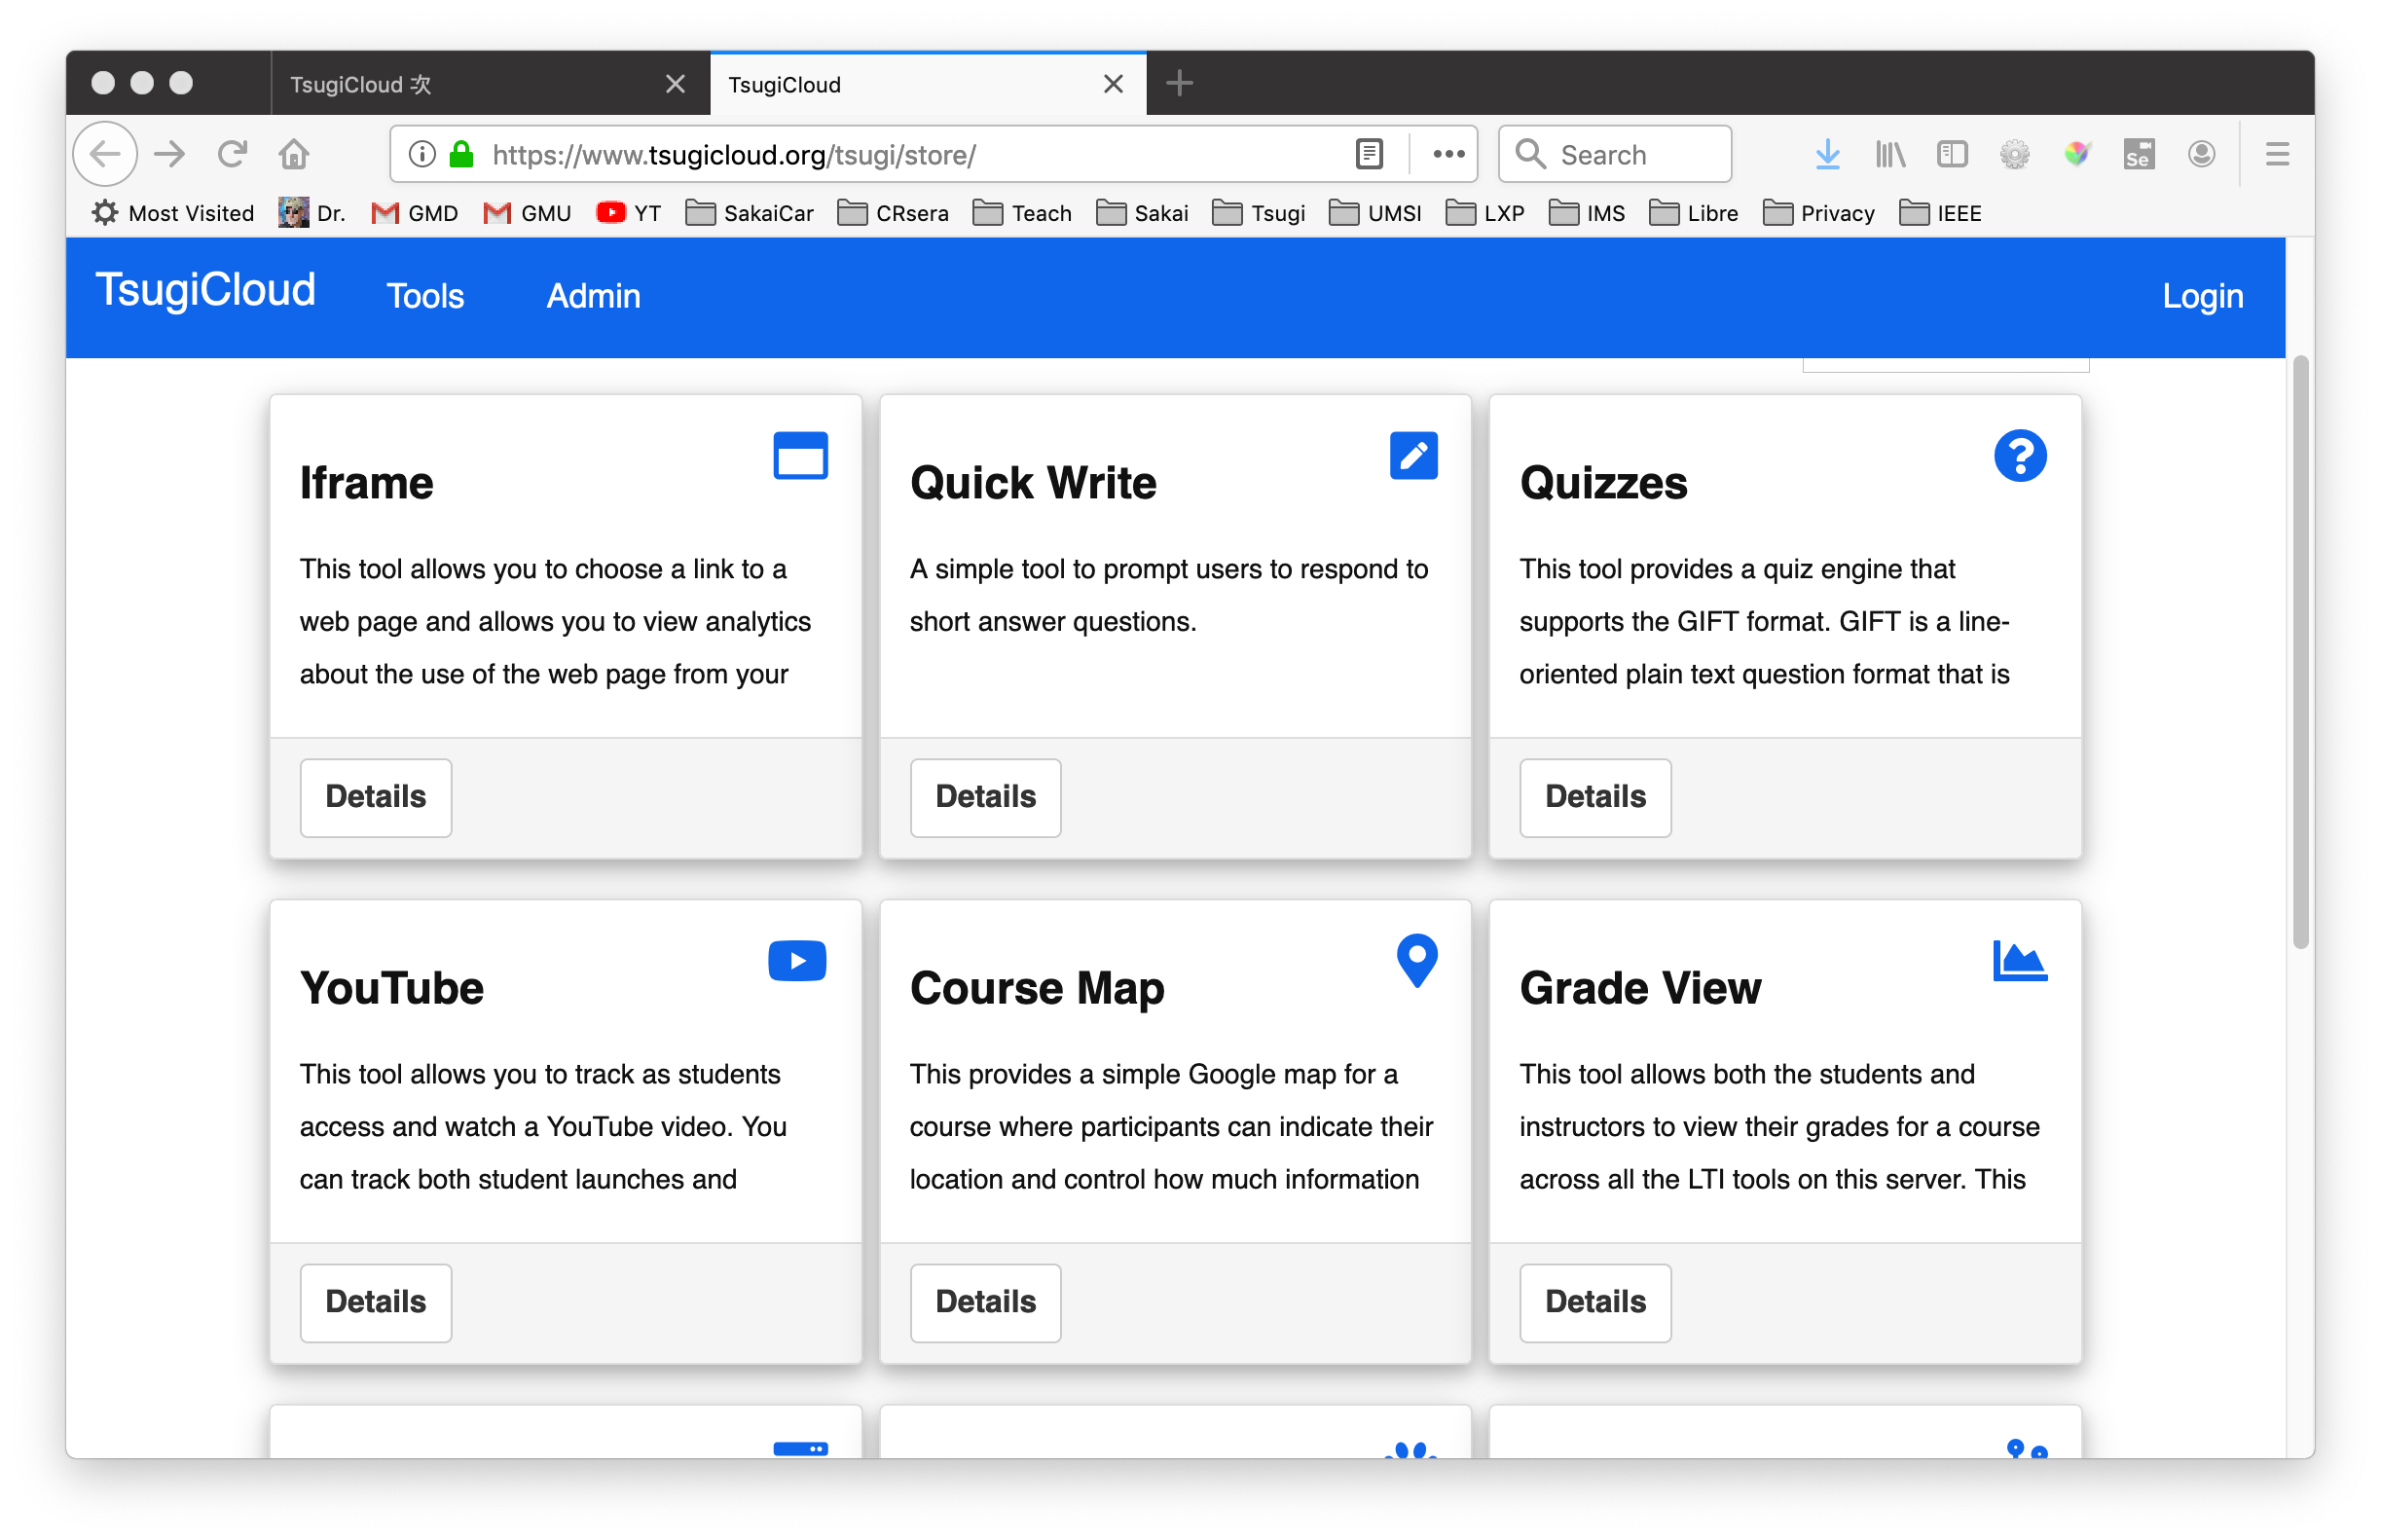 TsugiCloud 次
TsugiCloud
https://www.tsugicloud.org/tsugi/store/
Search
Se
Most Visited Dr. GMD GMU YT SakaiCar CRsera Teach Sakai Tsugi UMSI LXP IMS Libre Privacy IEEE
TsugiCloud Tools Admin Login
Iframe
This tool allows you to choose a link to a
web page and allows you to view analytics
about the use of the web page from your
Details
Quick Write
A simple tool to prompt users to respond to
short answer questions.
Details
Quizzes
This tool provides a quiz engine that
supports the GIFT format. GIFT is a line-
oriented plain text question format that is
Details
YouTube
This tool allows you to track as students
access and watch a YouTube video. You
can track both student launches and
Details
Course Map
This provides a simple Google map for a
course where participants can indicate their
location and control how much information
Details
Grade View
This tool allows both the students and
instructors to view their grades for a course
across all the LTI tools on this server. This
Details